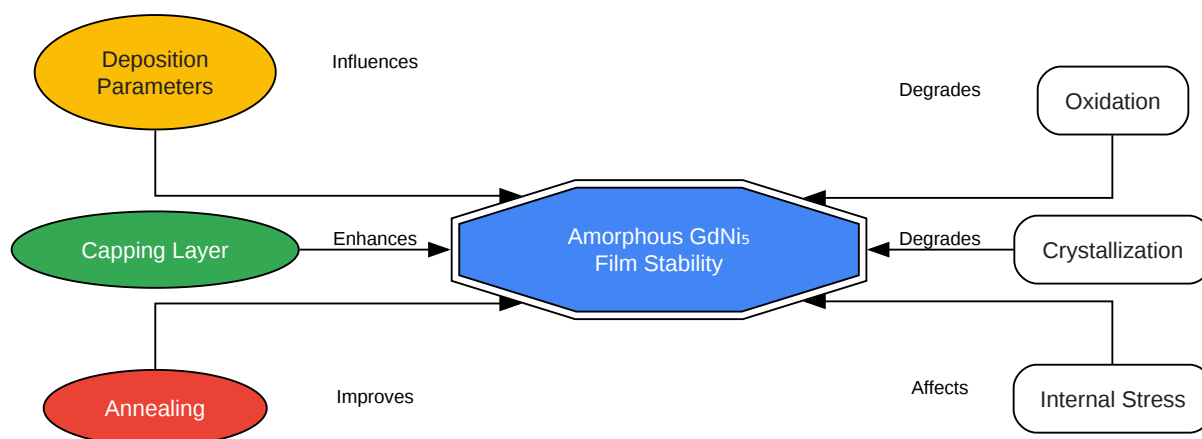 Deposition
Parameters
Influences
Degrades
Oxidation
Capping Layer
Enhances
Amorphous GdNi₅
Film Stability
Degrades
Crystallization
Annealing
Improves
Affects
Internal Stress